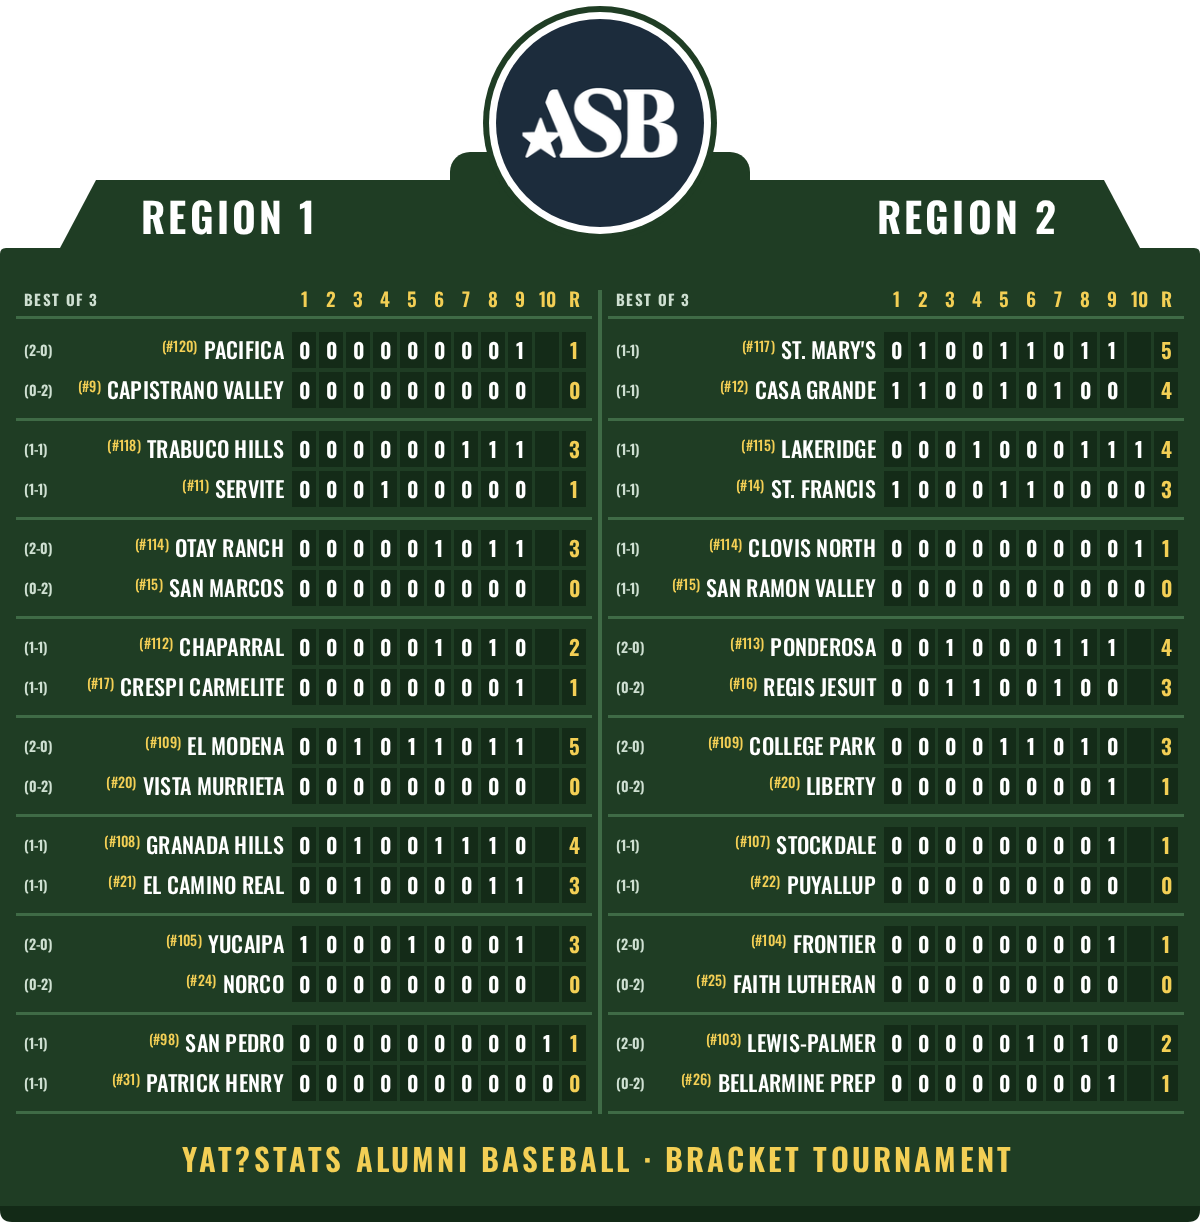 ASB
REGION 1
REGION 2
BEST OF 3 1 2 3 4 5 6 7 8 9 10 R
(2-0) (#120) PACIFICA 0 0 0 0 0 0 0 0 1 1
(0-2) (#9) CAPISTRANO VALLEY 0 0 0 0 0 0 0 0 0 0
(1-1) (#118) TRABUCO HILLS 0 0 0 0 0 0 1 1 1 3
(1-1) (#11) SERVITE 0 0 0 1 0 0 0 0 0 1
(2-0) (#114) OTAY RANCH 0 0 0 0 0 1 0 1 1 3
(0-2) (#15) SAN MARCOS 0 0 0 0 0 0 0 0 0 0
(1-1) (#112) CHAPARRAL 0 0 0 0 0 1 0 1 0 2
(1-1) (#17) CRESPI CARMELITE 0 0 0 0 0 0 0 0 1 1
(2-0) (#109) EL MODENA 0 0 1 0 1 1 0 1 1 5
(0-2) (#20) VISTA MURRIETA 0 0 0 0 0 0 0 0 0 0
(1-1) (#108) GRANADA HILLS 0 0 1 0 0 1 1 1 0 4
(1-1) (#21) EL CAMINO REAL 0 0 1 0 0 0 0 1 1 3
(2-0) (#105) YUCAIPA 1 0 0 0 1 0 0 0 1 3
(0-2) (#24) NORCO 0 0 0 0 0 0 0 0 0 0
(1-1) (#98) SAN PEDRO 0 0 0 0 0 0 0 0 0 1 1
(1-1) (#31) PATRICK HENRY 0 0 0 0 0 0 0 0 0 0 0
BEST OF 3 1 2 3 4 5 6 7 8 9 10 R
(1-1) (#117) ST. MARY'S 0 1 0 0 1 1 0 1 1 5
(1-1) (#12) CASA GRANDE 1 1 0 0 1 0 1 0 0 4
(1-1) (#115) LAKERIDGE 0 0 0 1 0 0 0 1 1 1 4
(1-1) (#14) ST. FRANCIS 1 0 0 0 1 1 0 0 0 0 3
(1-1) (#114) CLOVIS NORTH 0 0 0 0 0 0 0 0 0 1 1
(1-1) (#15) SAN RAMON VALLEY 0 0 0 0 0 0 0 0 0 0 0
(2-0) (#113) PONDEROSA 0 0 1 0 0 0 1 1 1 4
(0-2) (#16) REGIS JESUIT 0 0 1 1 0 0 1 0 0 3
(2-0) (#109) COLLEGE PARK 0 0 0 0 1 1 0 1 0 3
(0-2) (#20) LIBERTY 0 0 0 0 0 0 0 0 1 1
(1-1) (#107) STOCKDALE 0 0 0 0 0 0 0 0 1 1
(1-1) (#22) PUYALLUP 0 0 0 0 0 0 0 0 0 0
(2-0) (#104) FRONTIER 0 0 0 0 0 0 0 0 1 1
(0-2) (#25) FAITH LUTHERAN 0 0 0 0 0 0 0 0 0 0
(2-0) (#103) LEWIS-PALMER 0 0 0 0 0 1 0 1 0 2
(0-2) (#26) BELLARMINE PREP 0 0 0 0 0 0 0 0 1 1
YAT?STATS ALUMNI BASEBALL · BRACKET TOURNAMENT